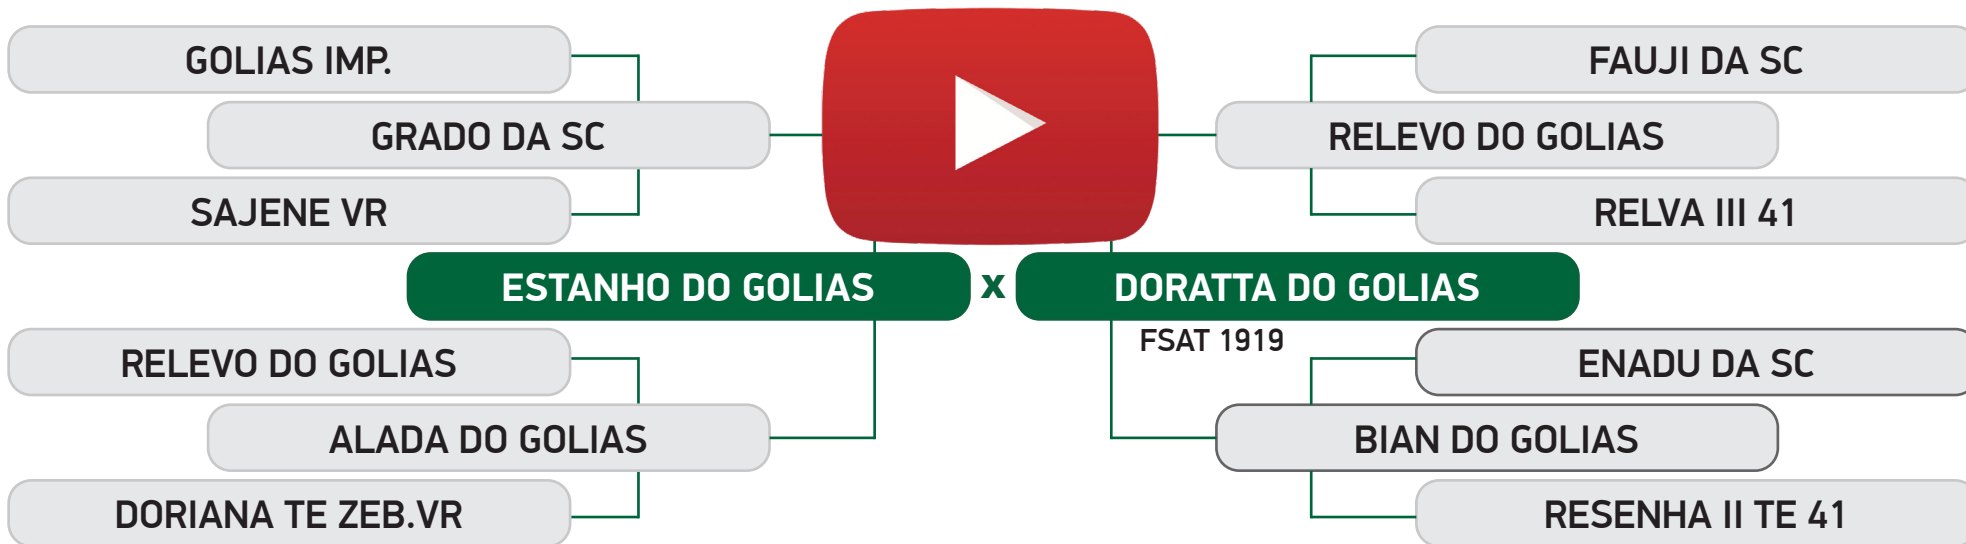 GOLIAS IMP.
FAUJI DA SC
GRADO DA SC
RELEVO DO GOLIAS
SAJENE VR
RELVA III 41
ESTANHO DO GOLIAS x DORATTA DO GOLIAS
FSAT 1919
RELEVO DO GOLIAS
ENADU DA SC
ALADA DO GOLIAS
BIAN DO GOLIAS
DORIANA TE ZEB.VR
RESENHA II TE 41